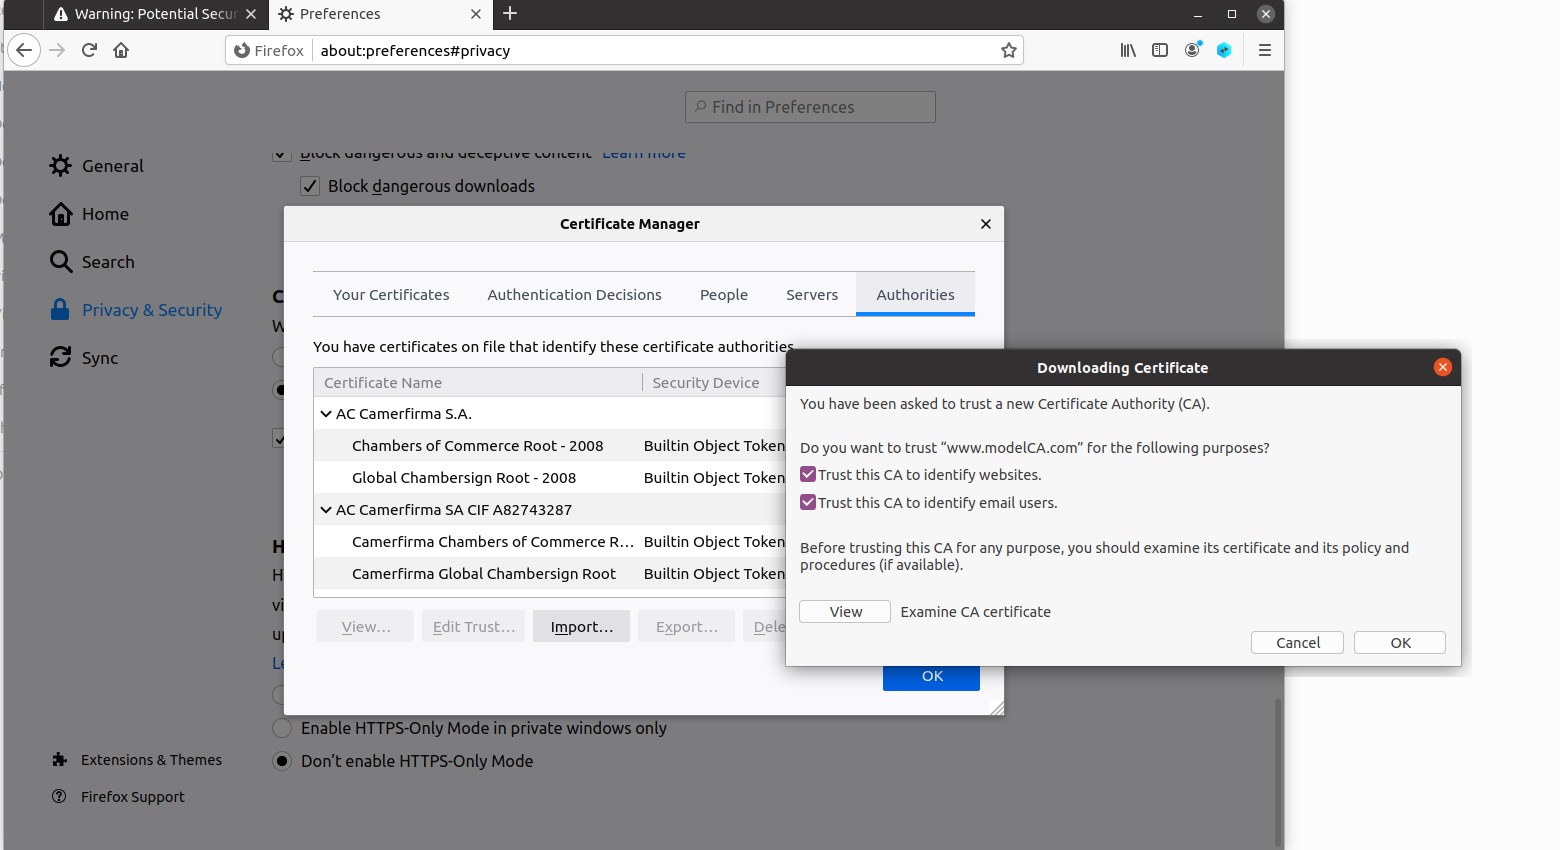 Warning: Potential Secur
Preferences
Firefox
about:preferences#privacy
Find in Preferences
General
Home
Search
Privacy & Security
Sync
Extensions & Themes
Firefox Support
Block dangerous and deceptive content Learn more
Block dangerous downloads
Certificate Manager
Your Certificates
Authentication Decisions
People
Servers
Authorities
You have certificates on file that identify these certificate authorities
Certificate Name
Security Device
AC Camerfirma S.A.
Chambers of Commerce Root - 2008
Builtin Object Token
Global Chambersign Root - 2008
Builtin Object Token
AC Camerfirma SA CIF A82743287
Camerfirma Chambers of Commerce R…
Builtin Object Token
Camerfirma Global Chambersign Root
Builtin Object Token
View…
Edit Trust…
Import…
Export…
Dele
OK
Enable HTTPS-Only Mode in private windows only
Don’t enable HTTPS-Only Mode
Downloading Certificate
You have been asked to trust a new Certificate Authority (CA).
Do you want to trust “www.modelCA.com” for the following purposes?
Trust this CA to identify websites.
Trust this CA to identify email users.
Before trusting this CA for any purpose, you should examine its certificate and its policy and
procedures (if available).
View
Examine CA certificate
Cancel
OK